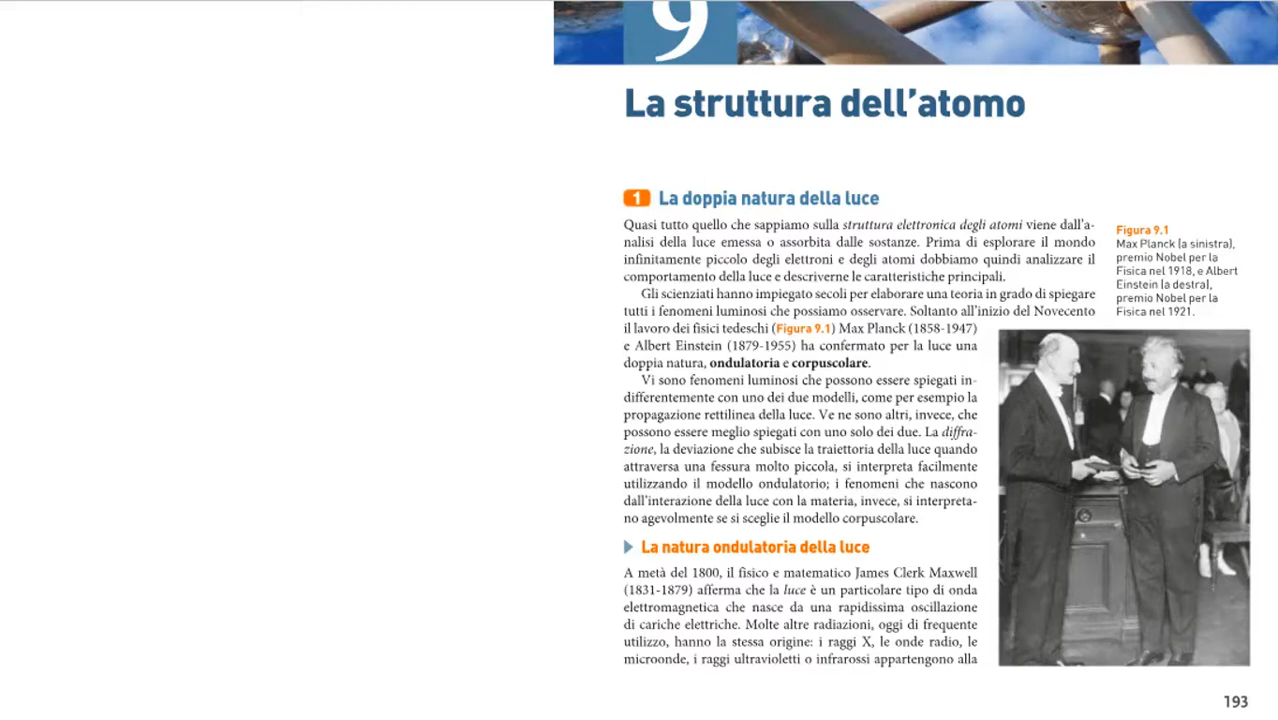 9
La struttura dell'atomo
1 La doppia natura della luce
Quasi tutto quello che sappiamo sulla struttura elettronica degli atomi viene dall'a-
nalisi della luce emessa o assorbita dalle sostanze. Prima di esplorare il mondo
infinitamente piccolo degli elettroni e degli atomi dobbiamo quindi analizzare il
comportamento della luce e descriverne le caratteristiche principali.
Gli scienziati hanno impiegato secoli per elaborare una teoria in grado di spiegare
tutti i fenomeni luminosi che possiamo osservare. Soltanto all'inizio del Novecento
il lavoro dei fisici tedeschi (Figura 9.1) Max Planck (1858-1947)
e Albert Einstein (1879-1955) ha confermato per la luce una
doppia natura, ondulatoria e corpuscolare.
Vi sono fenomeni luminosi che possono essere spiegati in-
differentemente con uno dei due modelli, come per esempio la
propagazione rettilinea della luce. Ve ne sono altri, invece, che
possono essere meglio spiegati con uno solo dei due. La diffra-
zione, la deviazione che subisce la traiettoria della luce quando
attraversa una fessura molto piccola, si interpreta facilmente
utilizzando il modello ondulatorio; i fenomeni che nascono
dall'interazione della luce con la materia, invece, si interpreta-
no agevolmente se si sceglie il modello corpuscolare.
La natura ondulatoria della luce
A metà del 1800, il fisico e matematico James Clerk Maxwell
(1831-1879) afferma che la luce è un particolare tipo di onda
elettromagnetica che nasce da una rapidissima oscillazione
di cariche elettriche. Molte altre radiazioni, oggi di frequente
utilizzo, hanno la stessa origine: i raggi X, le onde radio, le
microonde, i raggi ultravioletti o infrarossi appartengono alla
Figura 9.1
Max Planck (a sinistra),
premio Nobel per la
Fisica nel 1918, e Albert
Einstein (a destra),
premio Nobel per la
Fisica nel 1921.
193